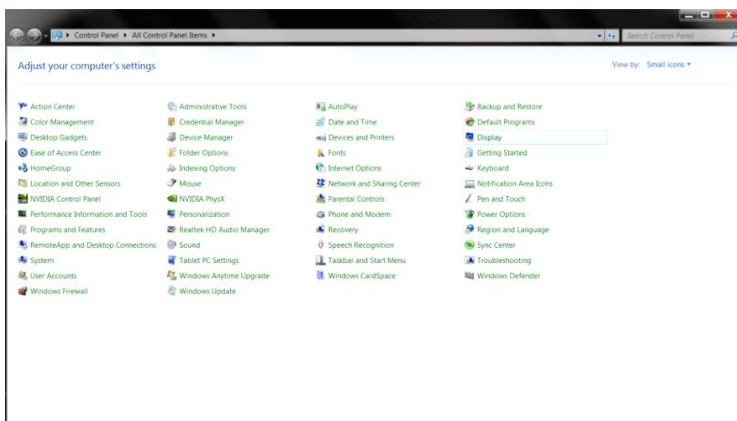 Control Panel ▸ All Control Panel Items ▸
Search Control Panel
Adjust your computer's settings
View by: Small icons
Action Center
Administrative Tools
AutoPlay
Backup and Restore
Color Management
Credential Manager
Date and Time
Default Programs
Desktop Gadgets
Device Manager
Devices and Printers
Display
Ease of Access Center
Folder Options
Fonts
Getting Started
HomeGroup
Indexing Options
Internet Options
Keyboard
Location and Other Sensors
Mouse
Network and Sharing Center
Notification Area Icons
NVIDIA Control Panel
NVIDIA PhysX
Parental Controls
Pen and Touch
Performance Information and Tools
Personalization
Phone and Modem
Power Options
Programs and Features
Realtek HD Audio Manager
Recovery
Region and Language
RemoteApp and Desktop Connections
Sound
Speech Recognition
Sync Center
System
Tablet PC Settings
Taskbar and Start Menu
Troubleshooting
User Accounts
Windows Anytime Upgrade
Windows CardSpace
Windows Defender
Windows Firewall
Windows Update